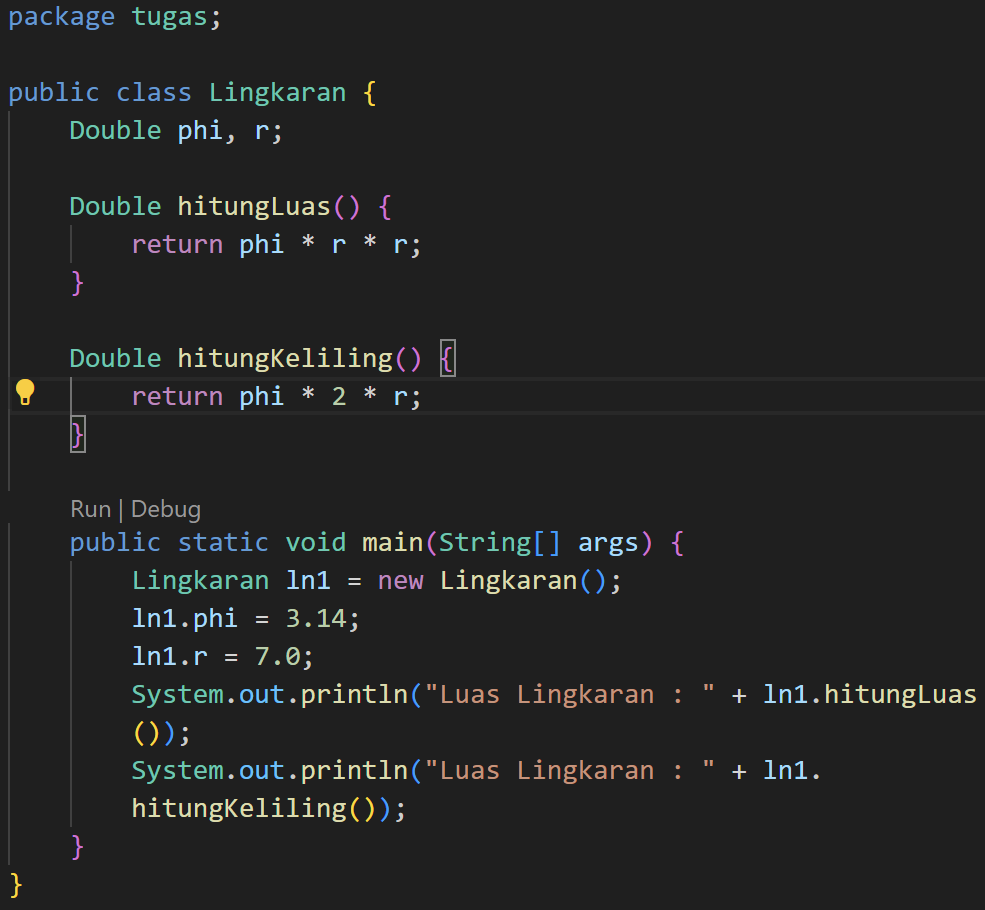 package tugas;
public class Lingkaran {
Double phi, r;
Double hitungLuas() {
return phi * r * r;
}
Double hitungKeliling() {
return phi * 2 * r;
}
Run | Debug
public static void main(String[] args) {
Lingkaran ln1 = new Lingkaran();
ln1.phi = 3.14;
ln1.r = 7.0;
System.out.println("Luas Lingkaran : " + ln1.hitungLuas
());
System.out.println("Luas Lingkaran : " + ln1.
hitungKeliling());
}
}